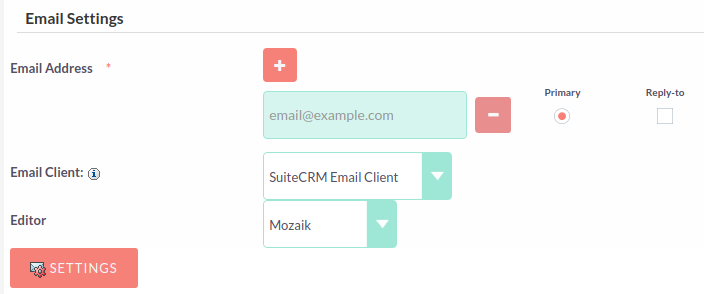 Email Settings
Email Address *
Primary
Reply-to
email@example.com
Email Client:
SuiteCRM Email Client
Editor
Mozaik
SETTINGS